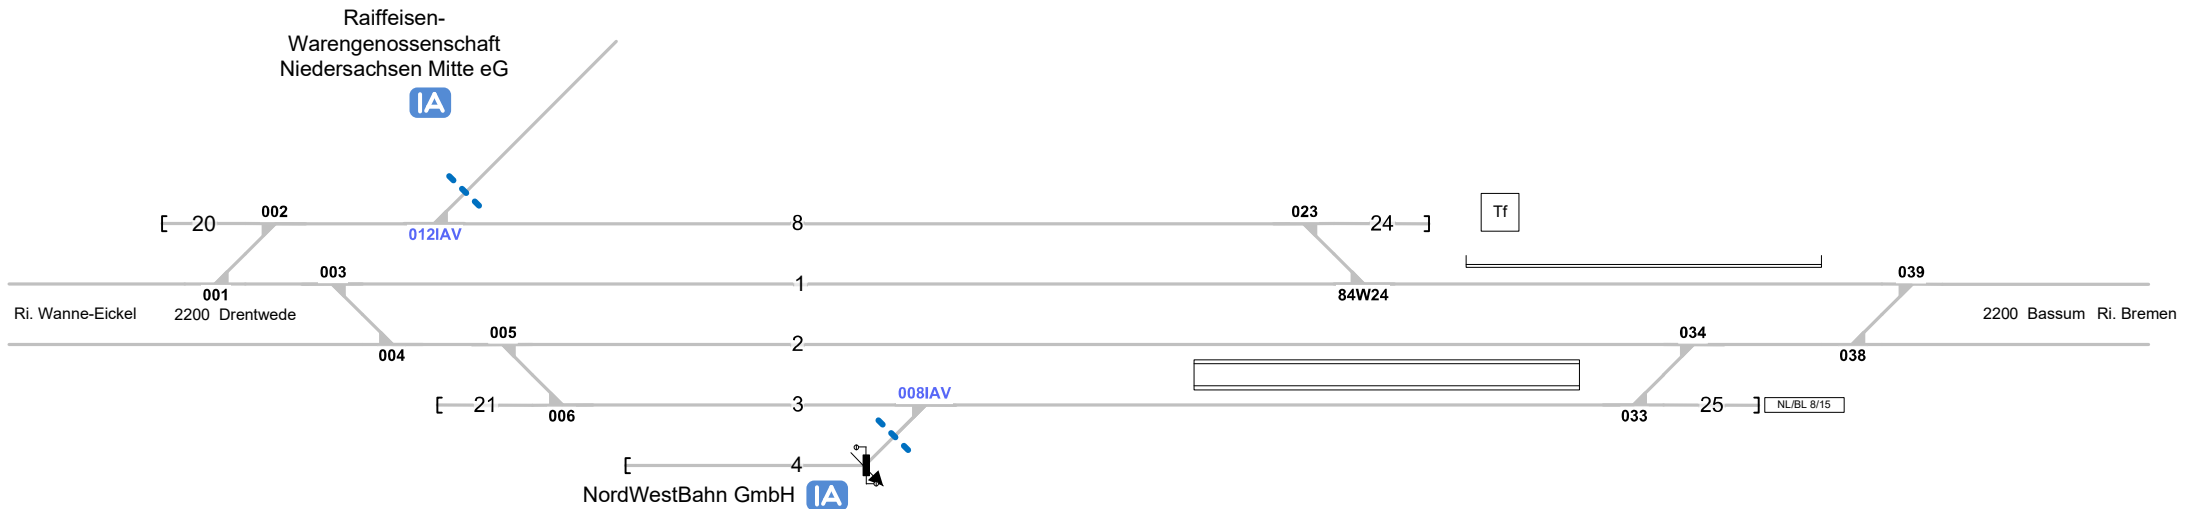 Raiffeisen-
Warengenossenschaft
Niedersachsen Mitte eG
IA
20
002
012IAV
8
023
24
Tf
001
003
1
84W24
039
Ri. Wanne-Eickel
2200 Drentwede
2200 Bassum Ri. Bremen
004
005
2
034
038
21
006
3
008IAV
033
25
NL/BL 8/15
4
NordWestBahn GmbH IA